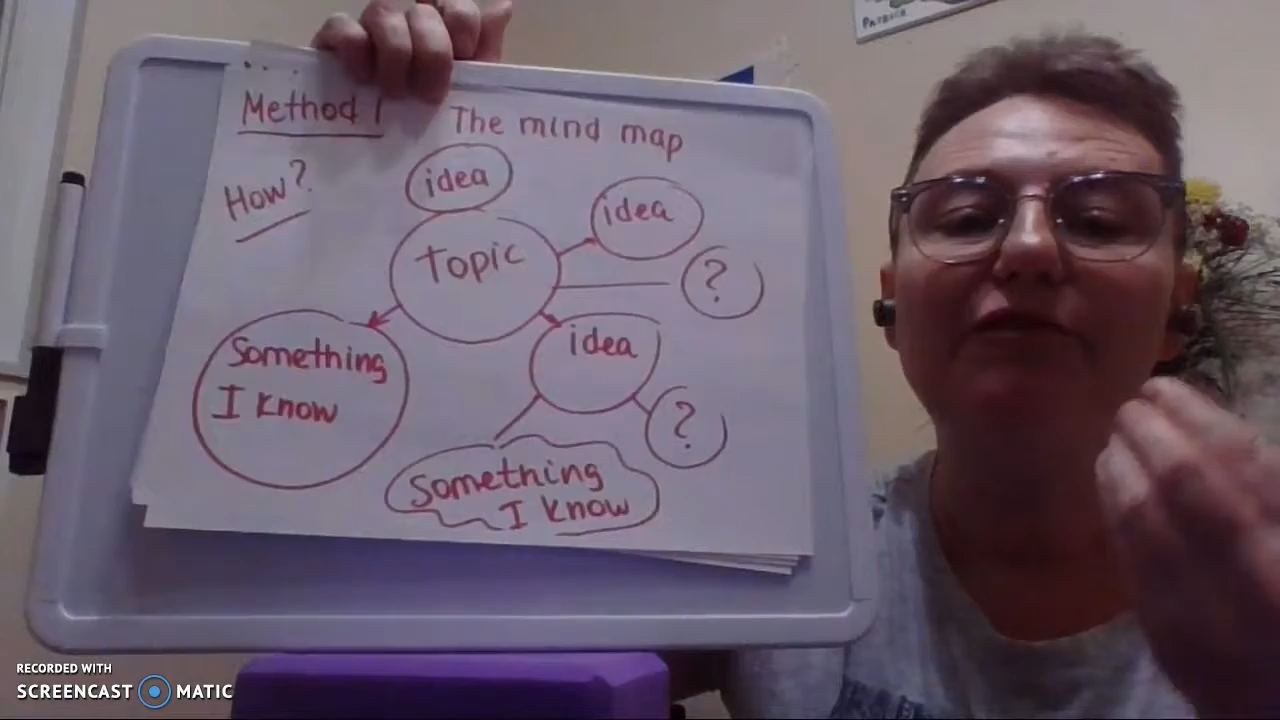 Method 1
The mind map
How?
idea
idea
Topic
?
idea
Something
I know
?
Something
I know
RECORDED WITH
SCREENCAST MATIC